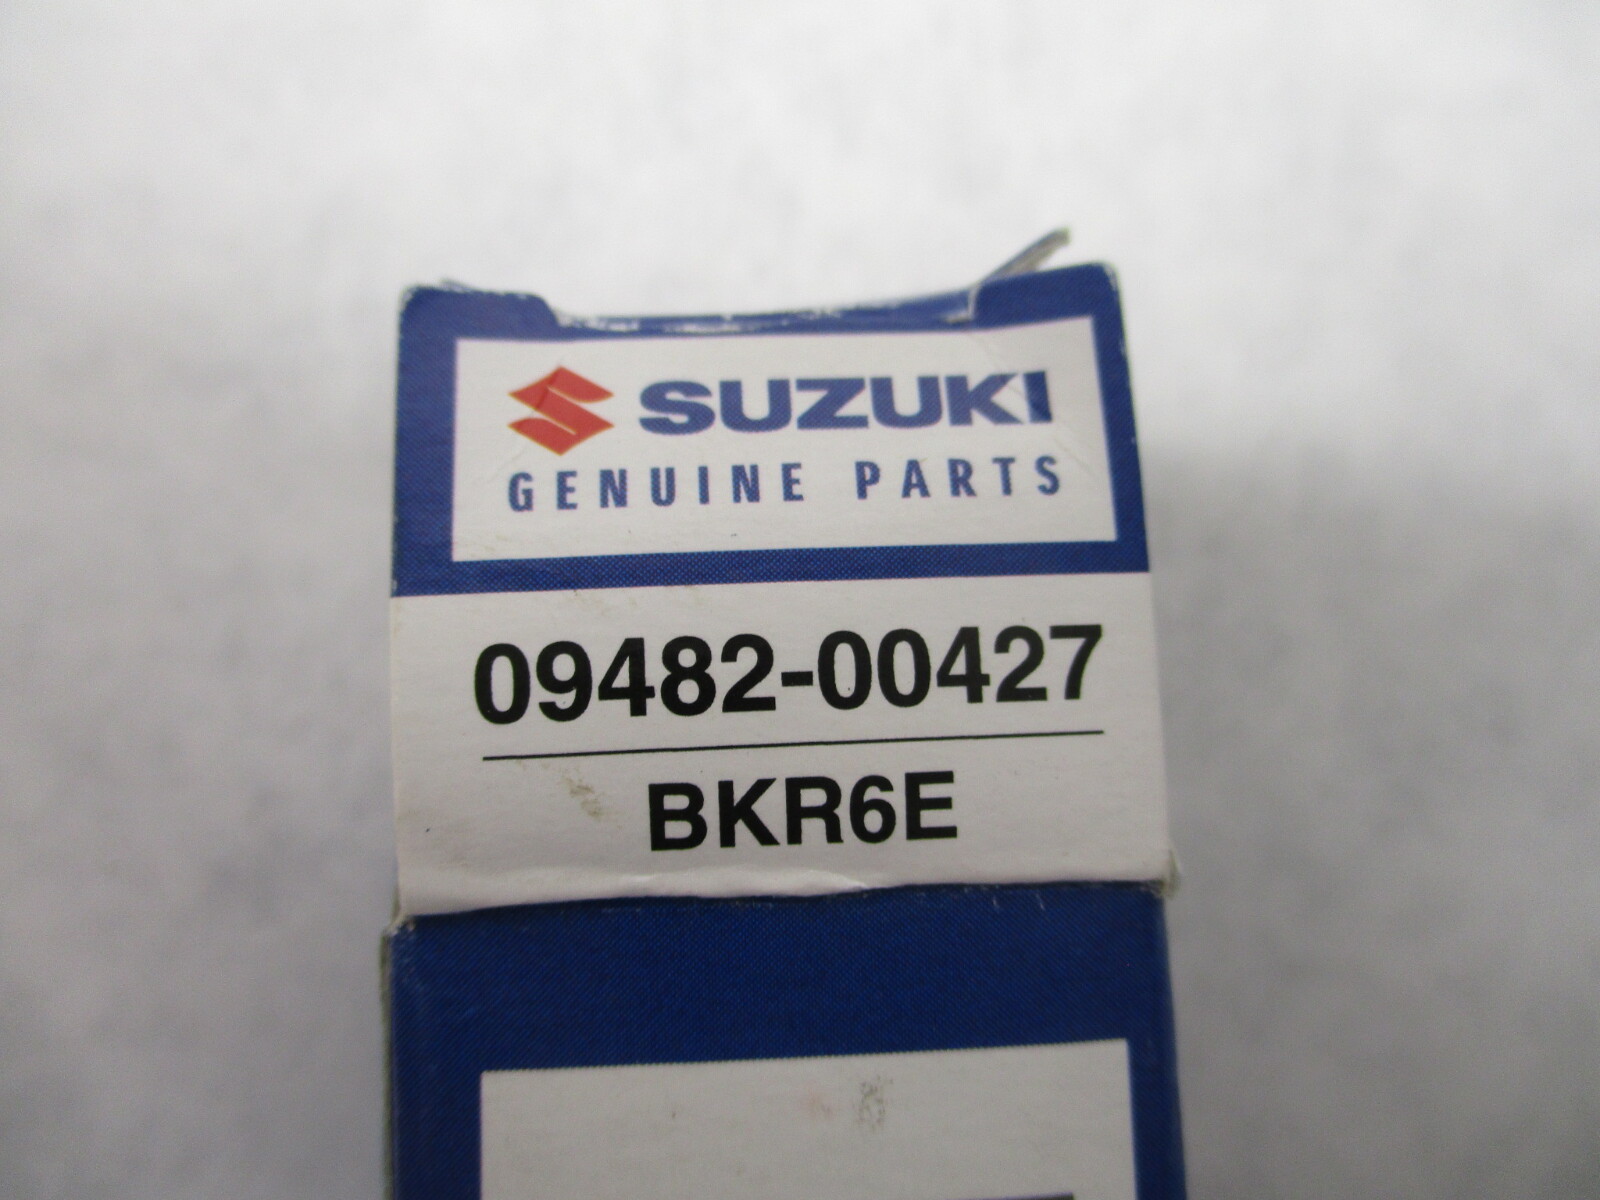 SUZUKI
GENUINE PARTS
09482-00427
BKR6E